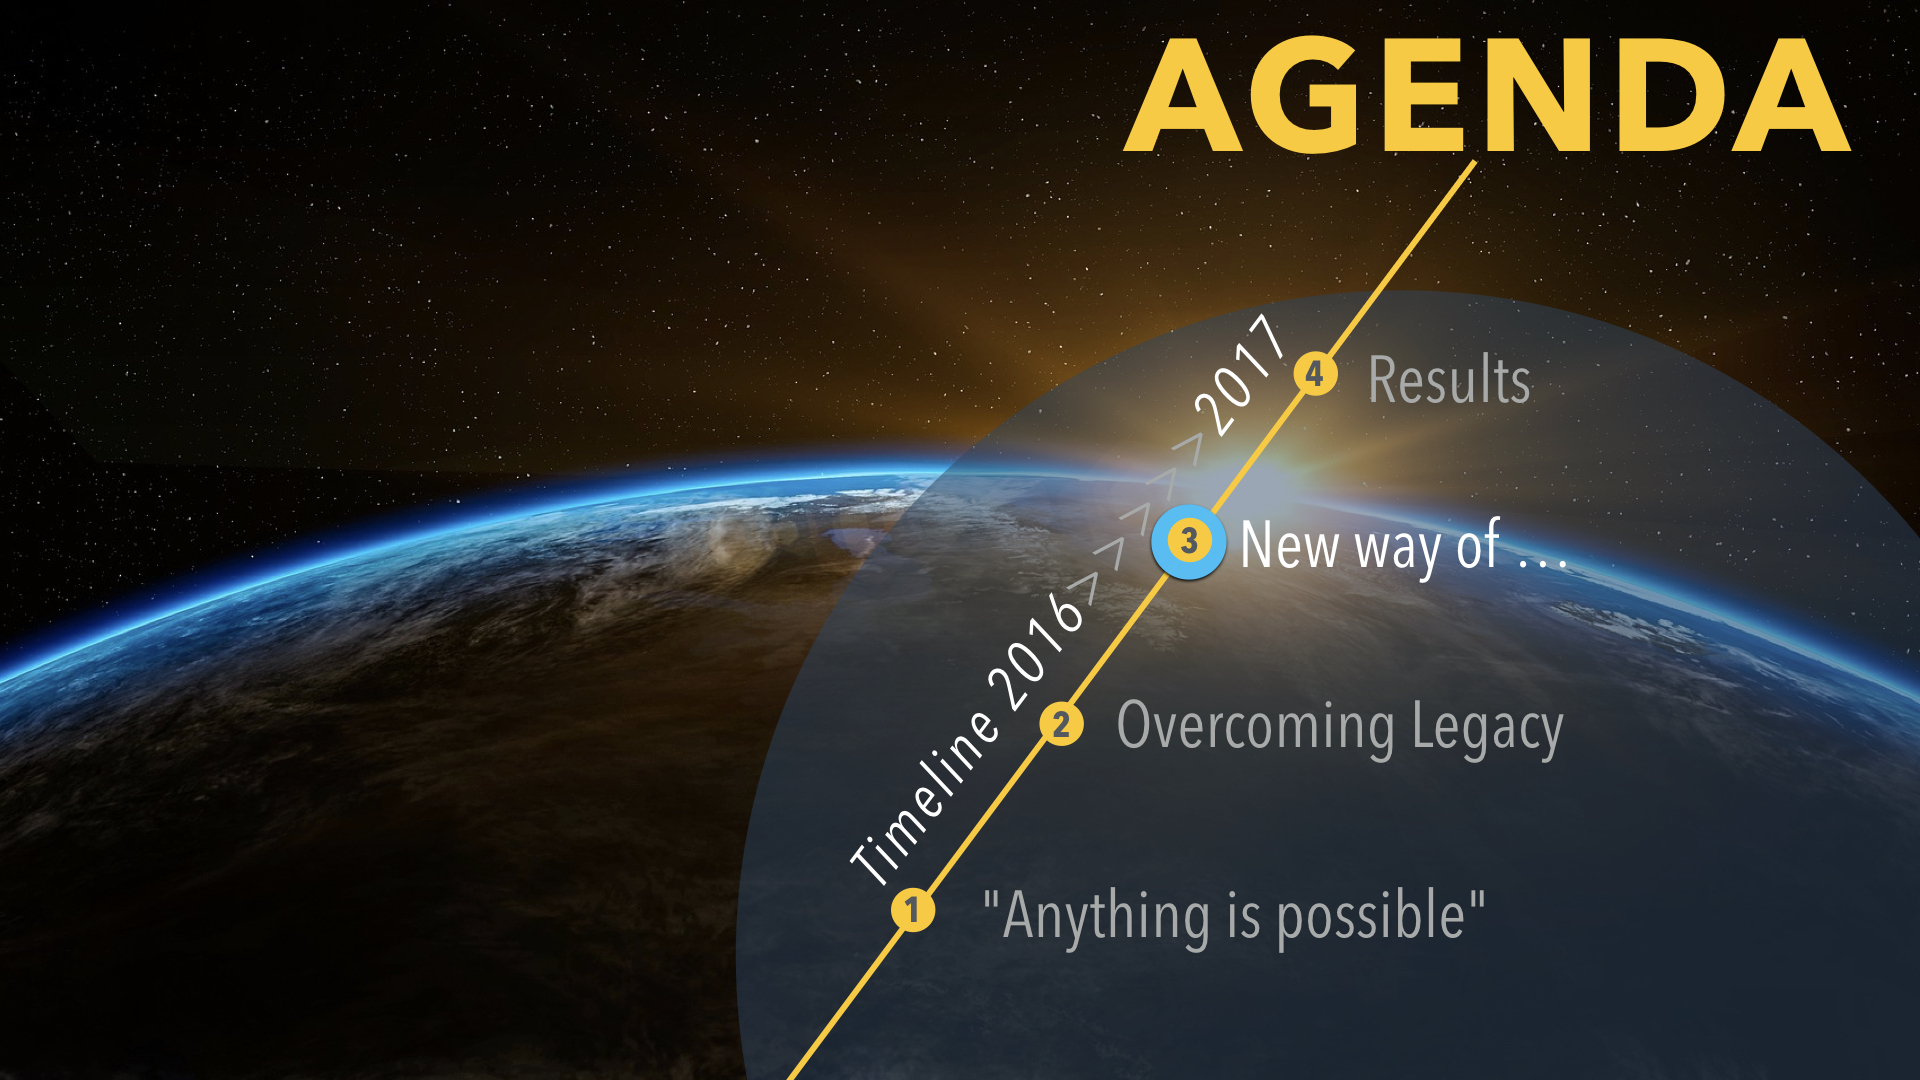 AGENDA
Timeline 2016 >>>>> 2017
4 Results
3 New way of ...
2 Overcoming Legacy
1 "Anything is possible"